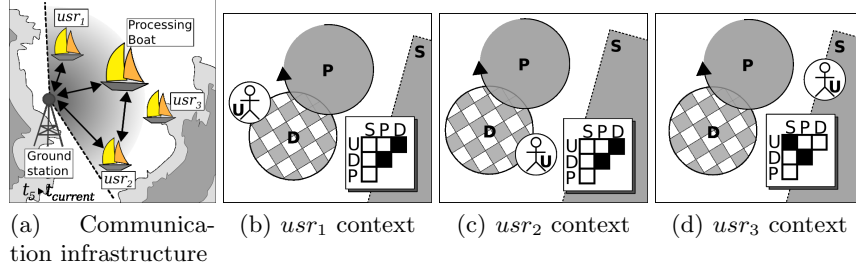 usr1
Processing
Boat
usr3
Ground
station
usr2
t5 tcurrent
P
S
U
D
S P D
U
D
P
P
S
D
U
S P D
U
D
P
P
S
U
D
S P D
U
D
P
(a) Communica-
tion infrastructure
(b) usr1 context
(c) usr2 context
(d) usr3 context